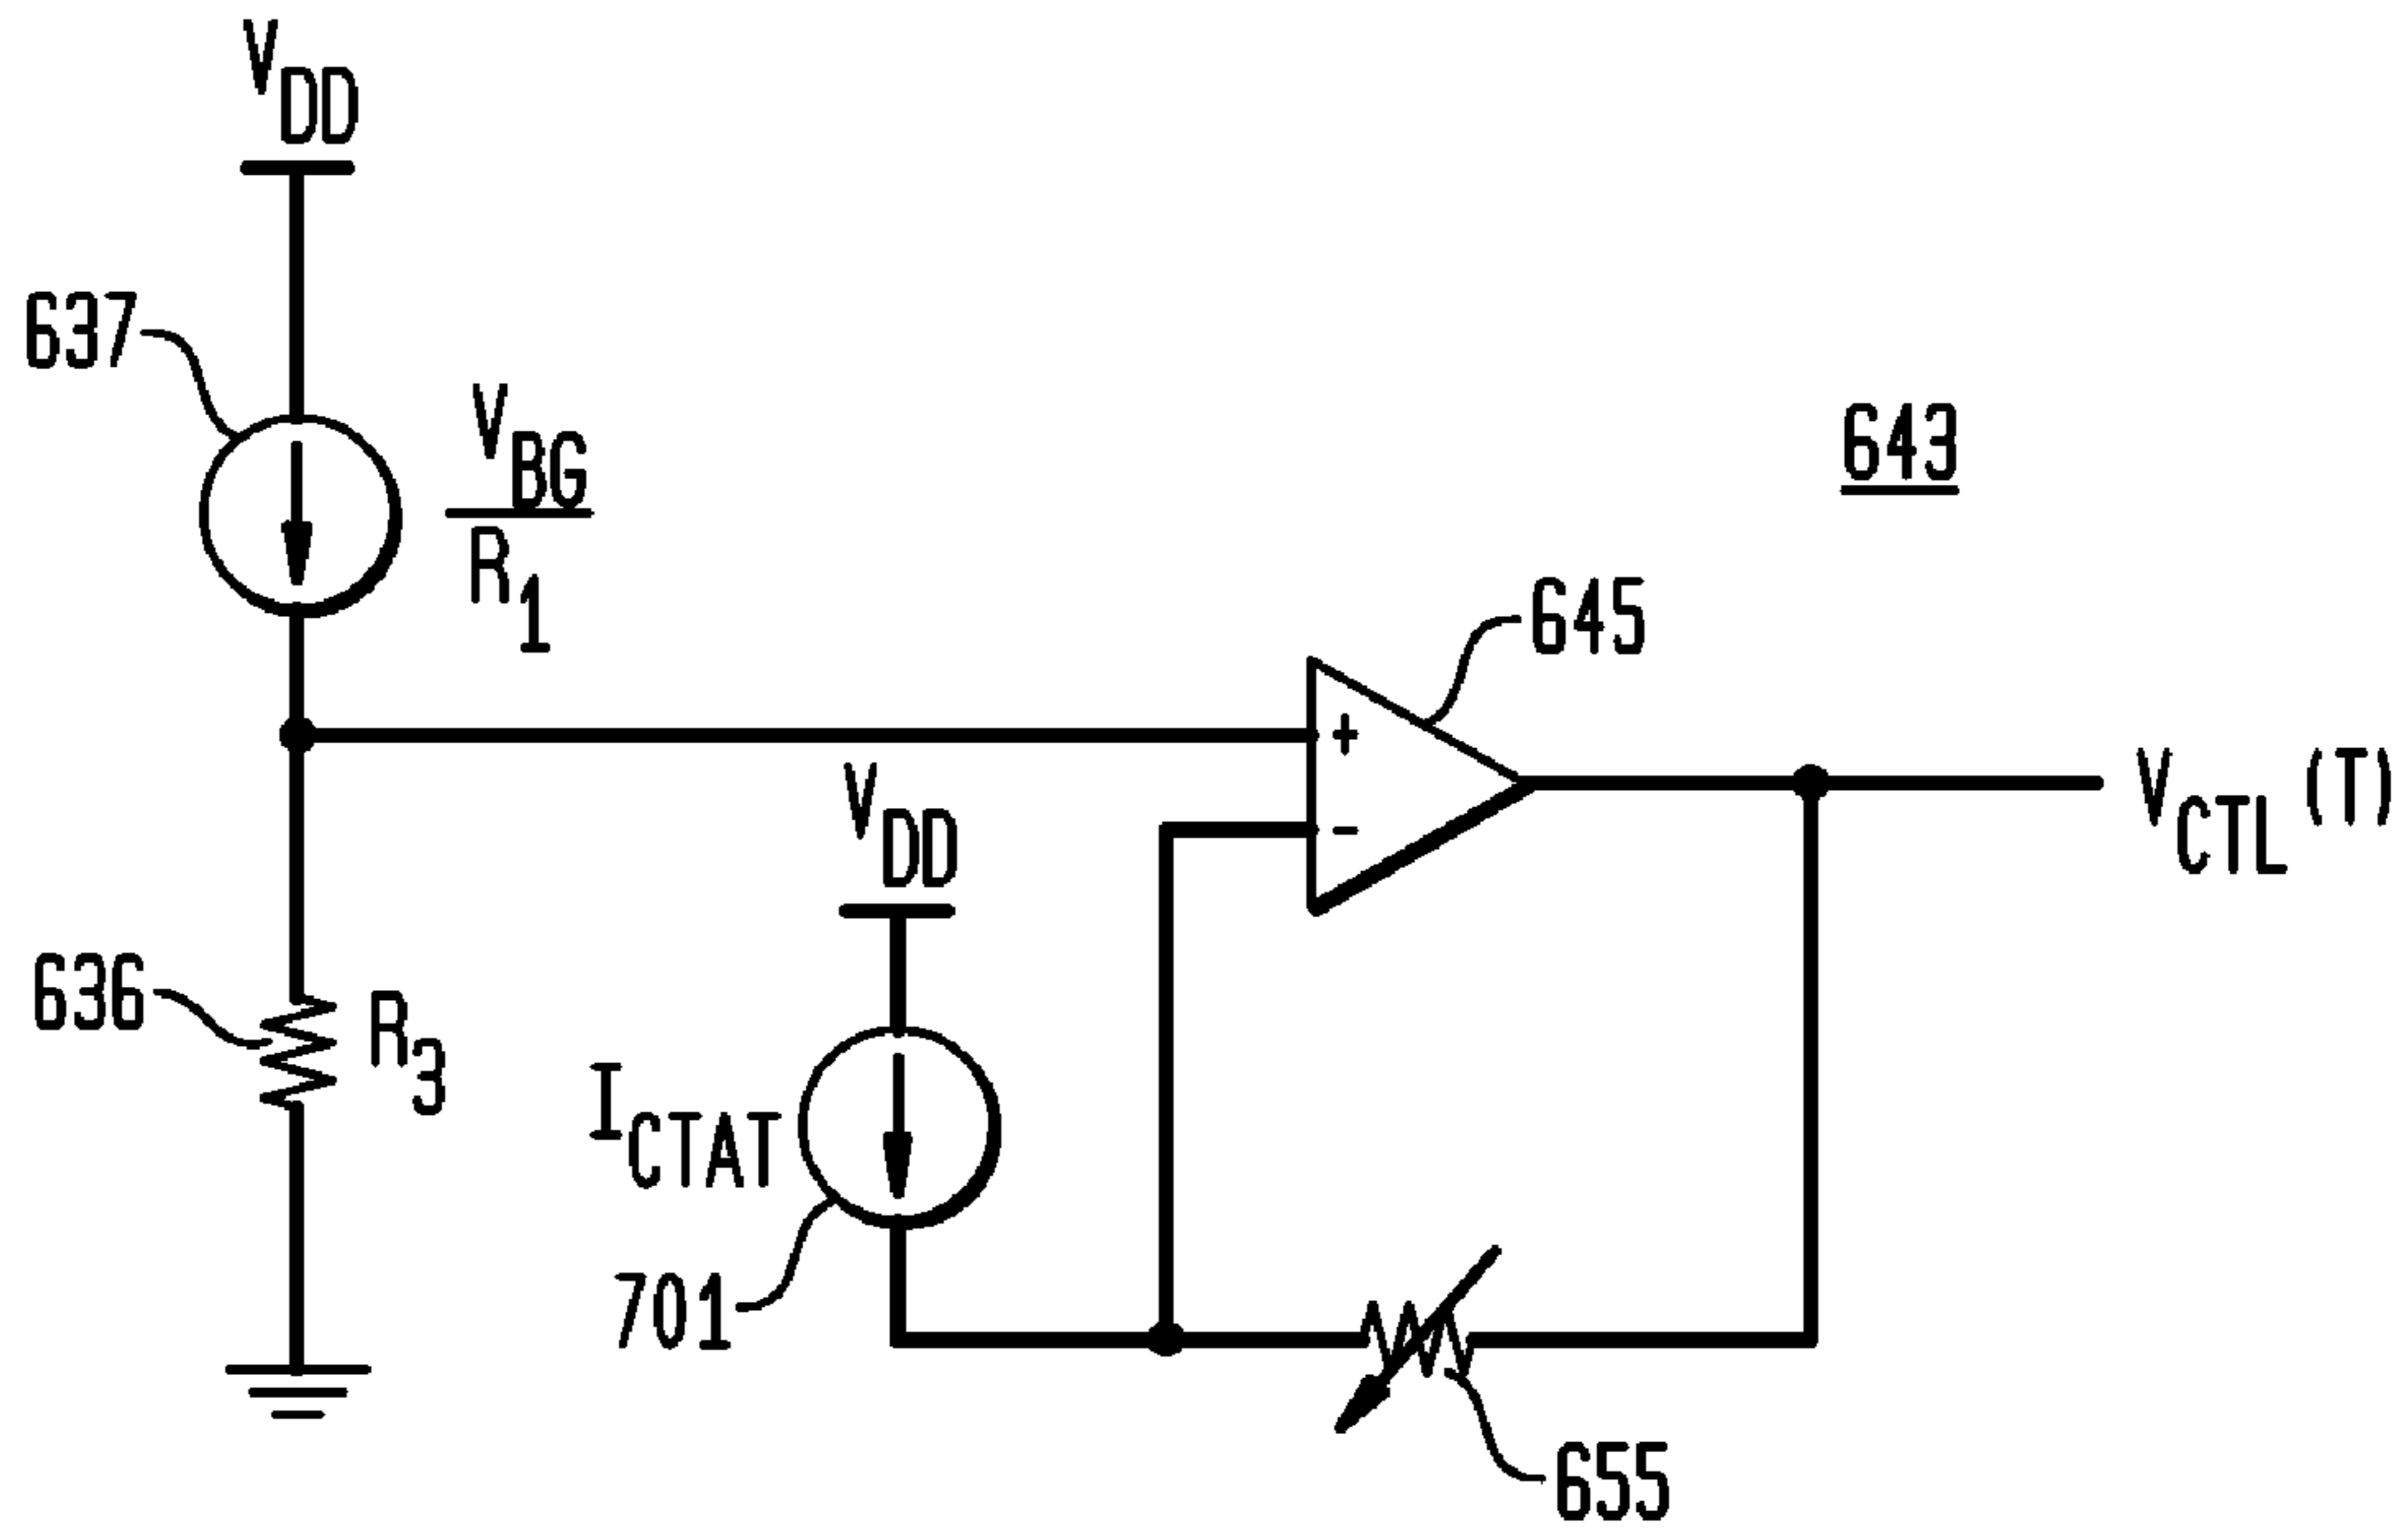 VDD
637
VBG
R1
643
645
+
VCTL (T)
VDD
-
636
R3
ICTAT
701
655